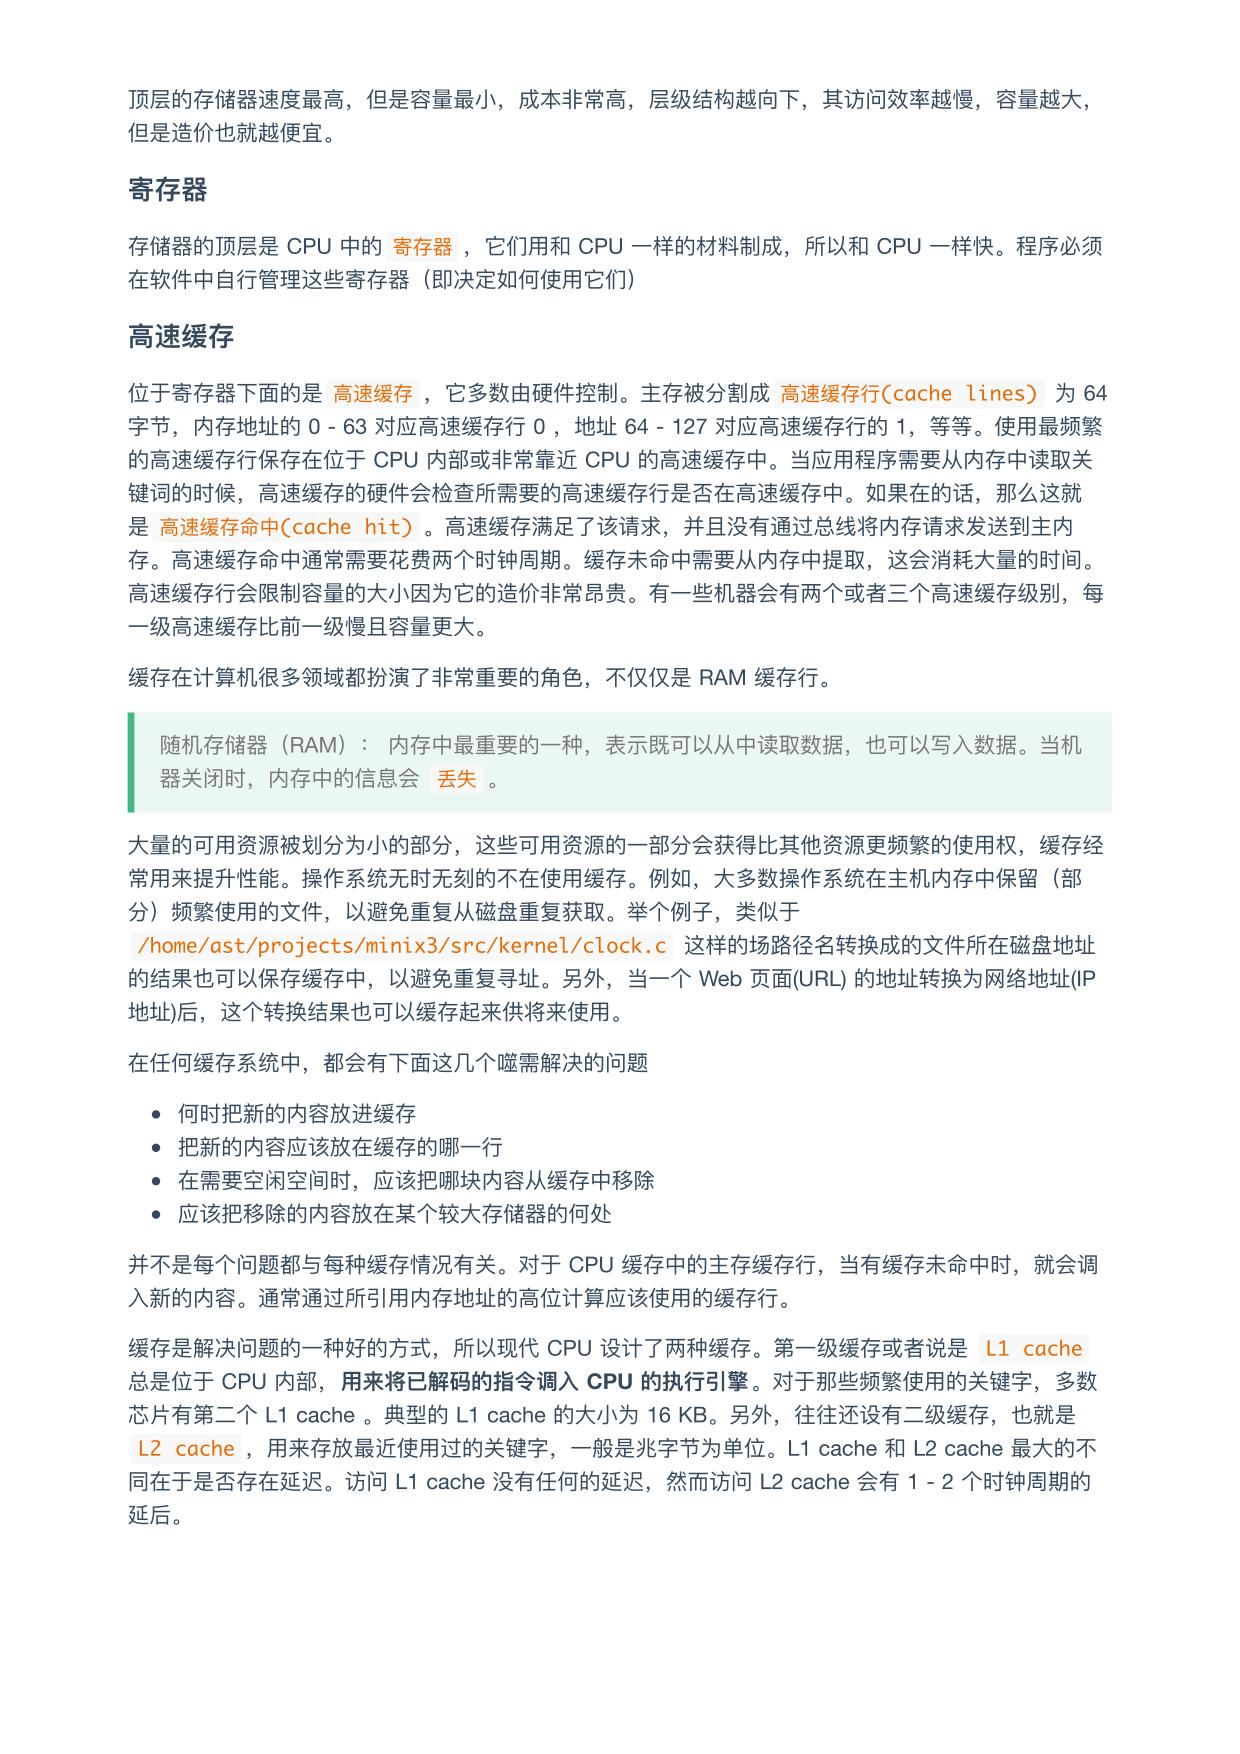 顶层的存储器速度最高，但是容量最小，成本非常高，层级结构越向下，其访问效率越慢，容量越大，
但是造价也就越便宜。
寄存器
存储器的顶层是 CPU 中的 寄存器 ，它们用和 CPU 一样的材料制成，所以和 CPU 一样快。程序必须
在软件中自行管理这些寄存器（即决定如何使用它们）
高速缓存
位于寄存器下面的是 高速缓存 ，它多数由硬件控制。主存被分割成 高速缓存行(cache lines) 为 64
字节，内存地址的 0 - 63 对应高速缓存行 0 ，地址 64 - 127 对应高速缓存行的 1，等等。使用最频繁
的高速缓存行保存在位于 CPU 内部或非常靠近 CPU 的高速缓存中。当应用程序需要从内存中读取关
键词的时候，高速缓存的硬件会检查所需要的高速缓存行是否在高速缓存中。如果在的话，那么这就
是 高速缓存命中(cache hit) 。高速缓存满足了该请求，并且没有通过总线将内存请求发送到主内
存。高速缓存命中通常需要花费两个时钟周期。缓存未命中需要从内存中提取，这会消耗大量的时间。
高速缓存行会限制容量的大小因为它的造价非常昂贵。有一些机器会有两个或者三个高速缓存级别，每
一级高速缓存比前一级慢且容量更大。
缓存在计算机很多领域都扮演了非常重要的角色，不仅仅是 RAM 缓存行。
随机存储器（RAM）： 内存中最重要的一种，表示既可以从中读取数据，也可以写入数据。当机
器关闭时，内存中的信息会 丢失 。
大量的可用资源被划分为小的部分，这些可用资源的一部分会获得比其他资源更频繁的使用权，缓存经
常用来提升性能。操作系统无时无刻的不在使用缓存。例如，大多数操作系统在主机内存中保留（部
分）频繁使用的文件，以避免重复从磁盘重复获取。举个例子，类似于
/home/ast/projects/minix3/src/kernel/clock.c 这样的场路径名转换成的文件所在磁盘地址
的结果也可以保存缓存中，以避免重复寻址。另外，当一个 Web 页面(URL) 的地址转换为网络地址(IP
地址)后，这个转换结果也可以缓存起来供将来使用。
在任何缓存系统中，都会有下面这几个噬需解决的问题
• 何时把新的内容放进缓存
• 把新的内容应该放在缓存的哪一行
• 在需要空闲空间时，应该把哪块内容从缓存中移除
• 应该把移除的内容放在某个较大存储器的何处
并不是每个问题都与每种缓存情况有关。对于 CPU 缓存中的主存缓存行，当有缓存未命中时，就会调
入新的内容。通常通过所引用内存地址的高位计算应该使用的缓存行。
缓存是解决问题的一种好的方式，所以现代 CPU 设计了两种缓存。第一级缓存或者说是 L1 cache
总是位于 CPU 内部，用来将已解码的指令调入 CPU 的执行引擎。对于那些频繁使用的关键字，多数
芯片有第二个 L1 cache 。典型的 L1 cache 的大小为 16 KB。另外，往往还设有二级缓存，也就是
L2 cache ，用来存放最近使用过的关键字，一般是兆字节为单位。L1 cache 和 L2 cache 最大的不
同在于是否存在延迟。访问 L1 cache 没有任何的延迟，然而访问 L2 cache 会有 1 - 2 个时钟周期的
延后。